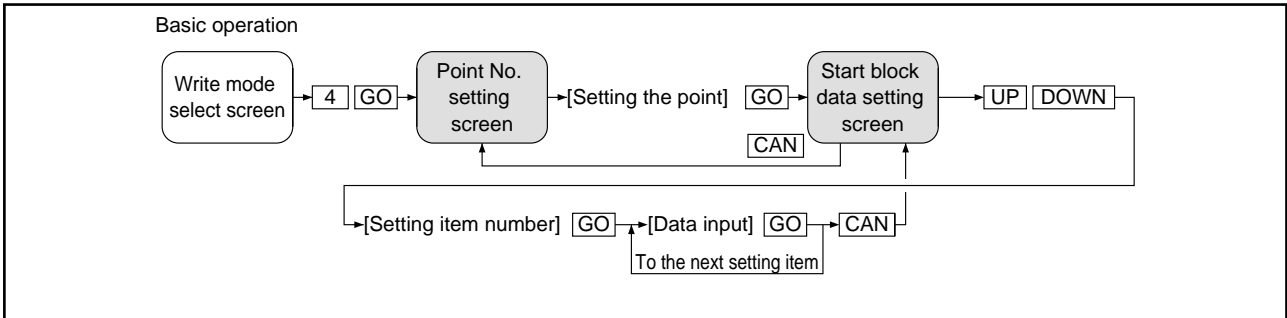 Basic operation
Write mode
select screen
4 GO
Point No.
setting
screen
[Setting the point] GO
Start block
data setting
screen
UP DOWN
CAN
[Setting item number] GO [Data input] GO CAN
To the next setting item